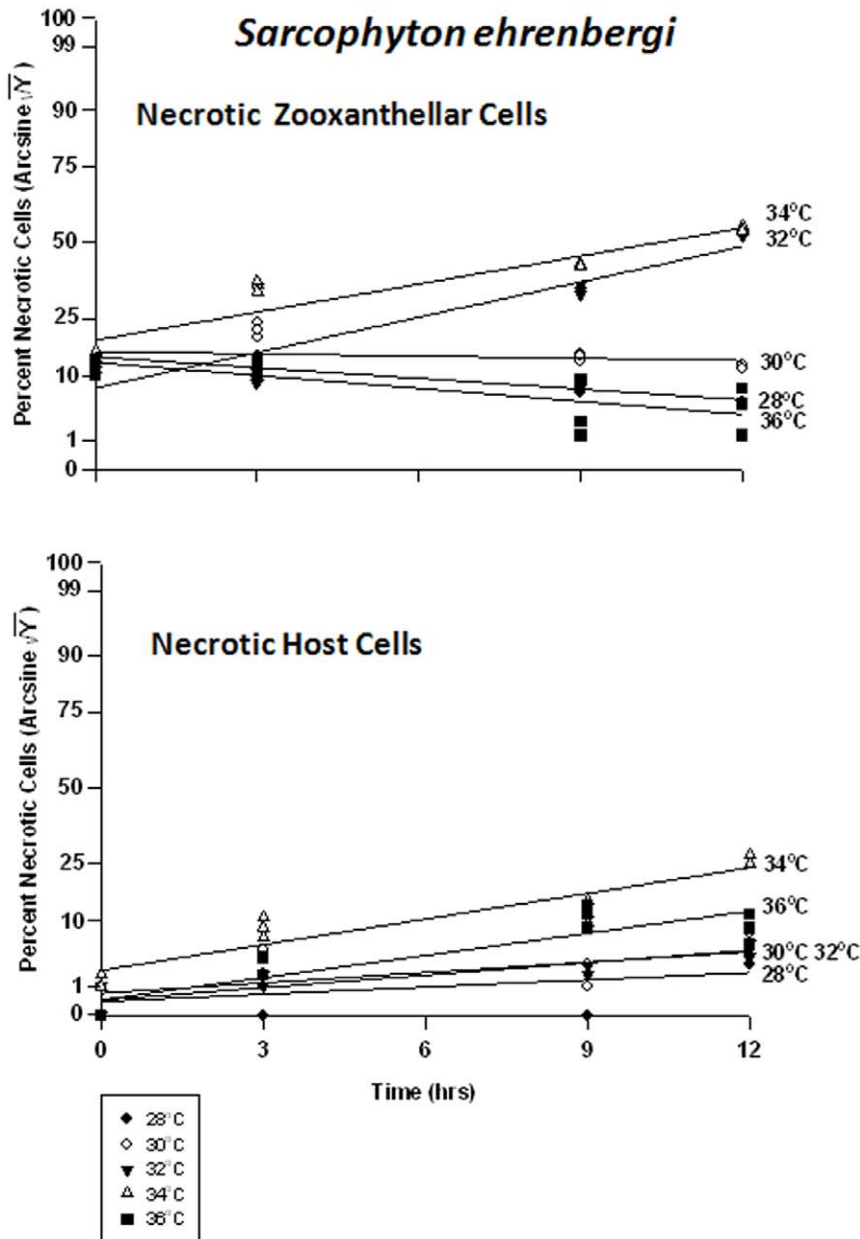 Sarcophyton ehrenbergi
Necrotic Zooxanthellar Cells
Percent Necrotic Cells (Arcsine √Y)
100
99
90
75
50
25
10
1
0
34°C
32°C
30°C
28°C
36°C
Necrotic Host Cells
Percent Necrotic Cells (Arcsine √Y)
100
99
90
75
50
25
10
1
0
34°C
36°C
30°C 32°C
28°C
0 3 6 9 12
Time (hrs)
28°C
30°C
32°C
34°C
36°C